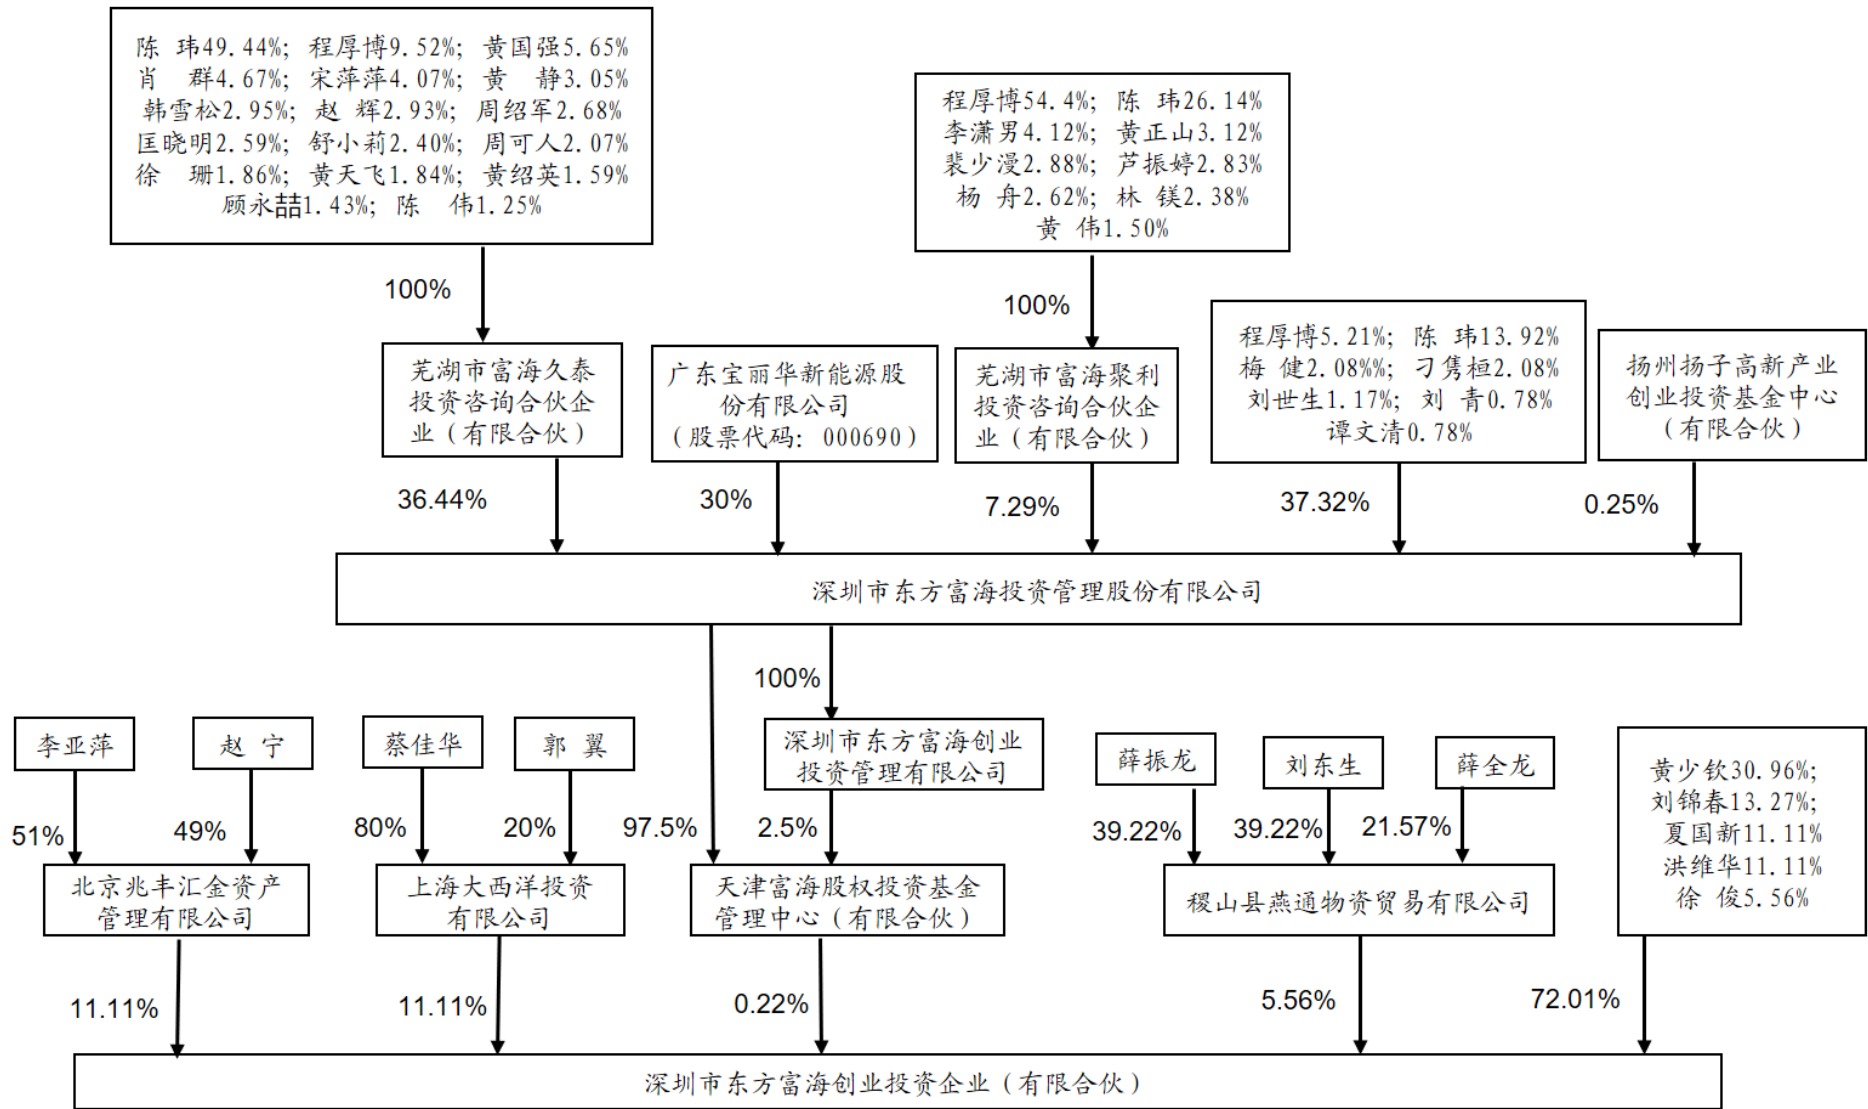 陈 玮49.44%; 程厚博9.52%; 黄国强5.65%
肖 群4.67%; 宋萍萍4.07%; 黄 静3.05%
韩雪松2.95%; 赵 辉2.93%; 周绍军2.68%
匡晓明2.59%; 舒小莉2.40%; 周可人2.07%
徐 珊1.86%; 黄天飞1.84%; 黄绍英1.59%
顾永喆1.43%; 陈 伟1.25%
程厚博54.4%; 陈 玮26.14%
李潇男4.12%; 黄正山3.12%
裴少漫2.88%; 芦振婷2.83%
杨 舟2.62%; 林 镁2.38%
黄 伟1.50%
100%
100%
芜湖市富海久泰
投资咨询合伙企
业（有限合伙）
广东宝丽华新能源股
份有限公司
（股票代码：000690）
芜湖市富海聚利
投资咨询合伙企
业（有限合伙）
程厚博5.21%; 陈 玮13.92%
梅 健2.08%%; 刁隽桓2.08%
刘世生1.17%; 刘 青0.78%
谭文清0.78%
扬州扬子高新产业
创业投资基金中心
（有限合伙）
36.44%
30%
7.29%
37.32%
0.25%
深圳市东方富海投资管理股份有限公司
100%
李亚萍
赵 宁
蔡佳华
郭 翼
深圳市东方富海创业
投资管理有限公司
薛振龙
刘东生
薛全龙
黄少钦30.96%;
刘锦春13.27%;
夏国新11.11%
洪维华11.11%
徐 俊5.56%
51%
49%
80%
20%
97.5%
2.5%
39.22%
39.22%
21.57%
北京兆丰汇金资产
管理有限公司
上海大西洋投资
有限公司
天津富海股权投资基金
管理中心（有限合伙）
稷山县燕通物资贸易有限公司
11.11%
11.11%
0.22%
5.56%
72.01%
深圳市东方富海创业投资企业（有限合伙）